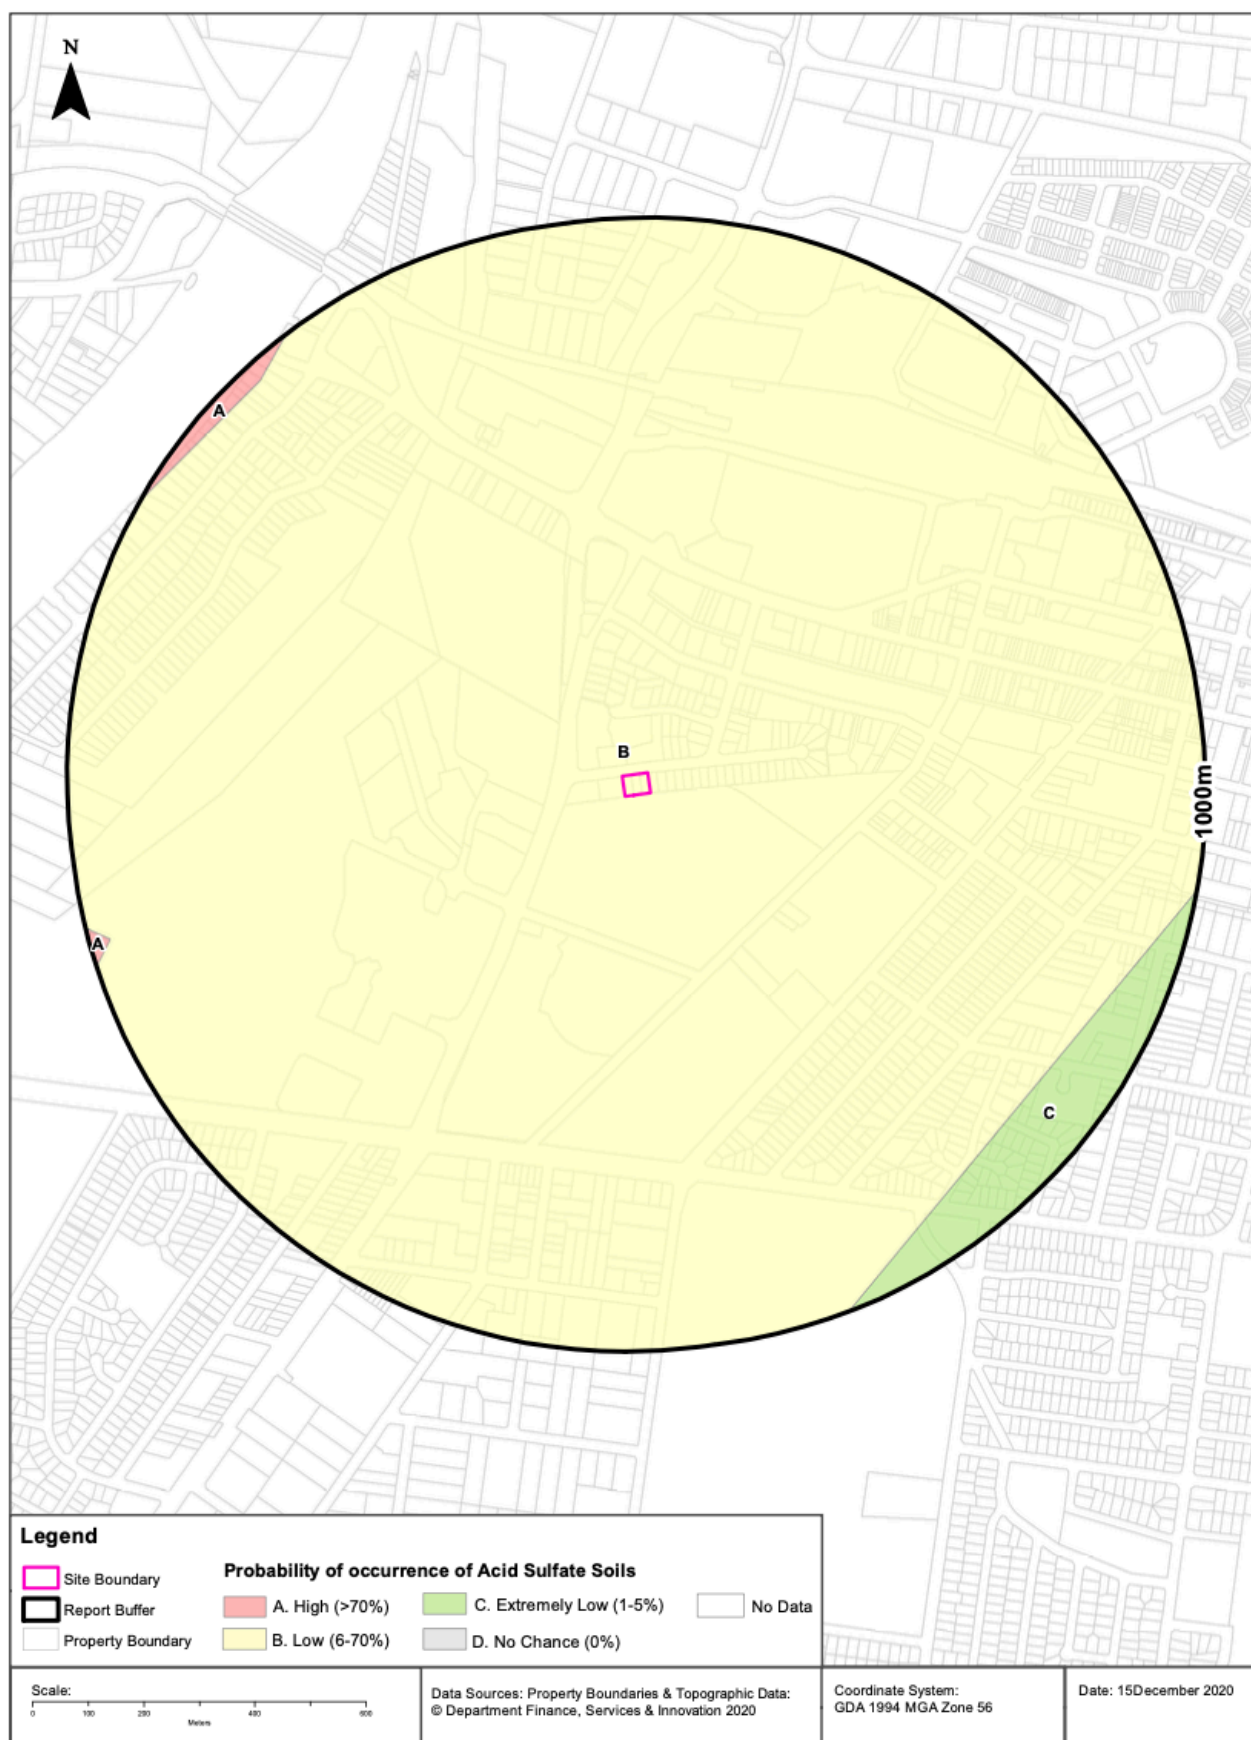 N
A
B
1000m
A
C
Legend
Site Boundary
Report Buffer
Property Boundary
Probability of occurrence of Acid Sulfate Soils
A. High (>70%)
C. Extremely Low (1-5%)
No Data
B. Low (6-70%)
D. No Chance (0%)
Scale:
0 100 200 400 600
Meters
Data Sources: Property Boundaries & Topographic Data:
© Department Finance, Services & Innovation 2020
Coordinate System:
GDA 1994 MGA Zone 56
Date: 15December 2020